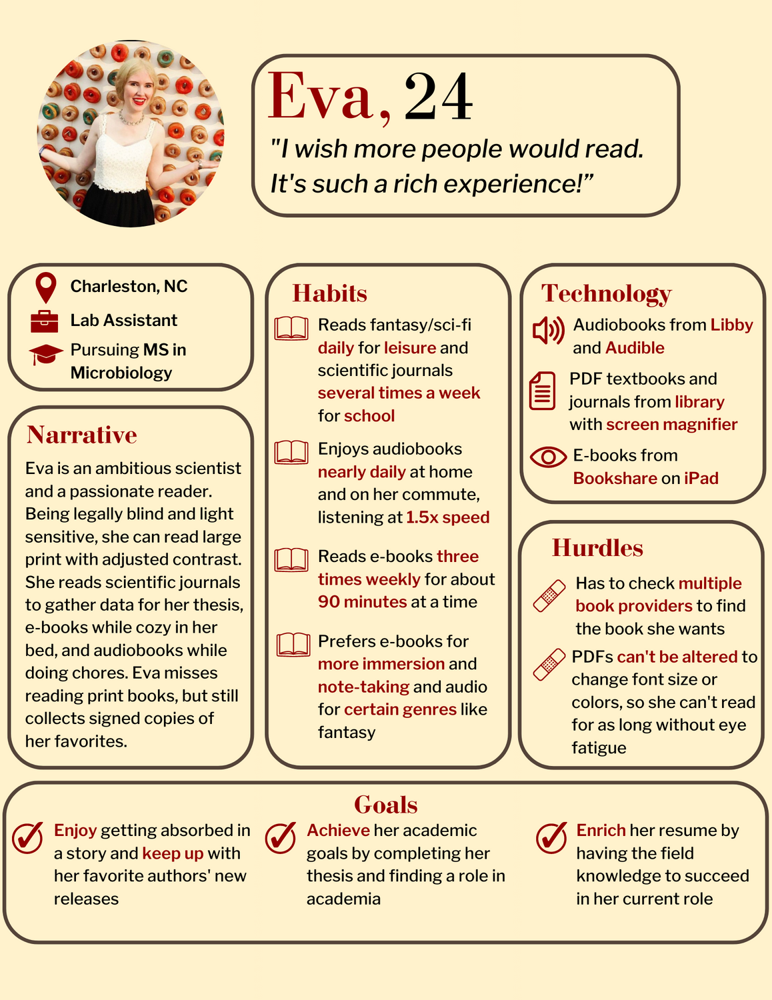 Eva, 24
"I wish more people would read.
It's such a rich experience!”
Charleston, NC
Lab Assistant
Pursuing MS in
Microbiology
Narrative
Eva is an ambitious scientist
and a passionate reader.
Being legally blind and light
sensitive, she can read large
print with adjusted contrast.
She reads scientific journals
to gather data for her thesis,
e-books while cozy in her
bed, and audiobooks while
doing chores. Eva misses
reading print books, but still
collects signed copies of
her favorites.
Habits
Reads fantasy/sci-fi
daily for leisure and
scientific journals
several times a week
for school
Enjoys audiobooks
nearly daily at home
and on her commute,
listening at 1.5x speed
Reads e-books three
times weekly for about
90 minutes at a time
Prefers e-books for
more immersion and
note-taking and audio
for certain genres like
fantasy
Technology
Audiobooks from Libby
and Audible
PDF textbooks and
journals from library
with screen magnifier
E-books from
Bookshare on iPad
Hurdles
Has to check multiple
book providers to find
the book she wants
PDFs can't be altered to
change font size or
colors, so she can't read
for as long without eye
fatigue
Goals
Enjoy getting absorbed in
a story and keep up with
her favorite authors' new
releases
Achieve her academic
goals by completing her
thesis and finding a role in
academia
Enrich her resume by
having the field
knowledge to succeed
in her current role